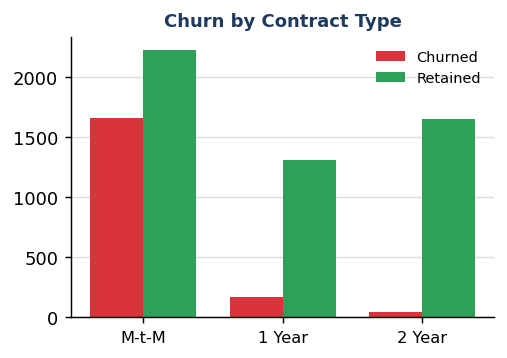 Churn by Contract Type
Churned
Retained
2000
1500
1000
500
0
M-t-M 1 Year 2 Year